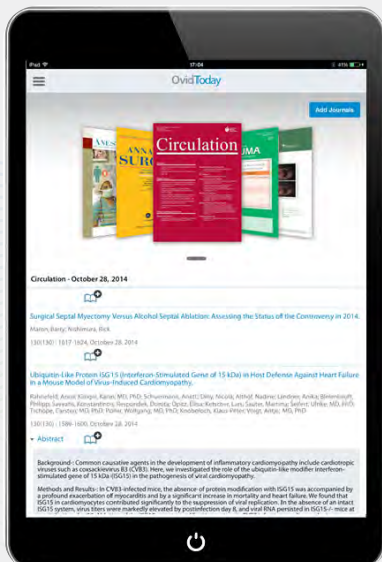 iPad
17:04
41%
OvidToday
Add Journals
ANNA
SURG
Circulation
UMA
Circulation - October 28, 2014
Surgical Septal Myectomy Versus Alcohol Septal Ablation: Assessing the Status of the Controversy in 2014.
Maron, Barry; Nishimura, Rick
130(18) : 1617-1624, October 28, 2014
Ubiquitin-Like Protein ISG15 (Interferon-Stimulated Gene of 15 kDa) in Host Defense Against Heart Failure
in a Mouse Model of Virus-Induced Cardiomyopathy.
130(18) : 1589-1600, October 28, 2014
Abstract
Background : Common causative agents in the development of inflammatory cardiomyopathy include cardiotropic
viruses such as coxsackievirus B3 (CVB3). Here, we investigated the role of the ubiquitin-like modifier interferon-
stimulated gene of 15 kDa (ISG15) in the pathogenesis of viral cardiomyopathy.
Methods and Results : In CVB3-infected mice, the absence of protein modification with ISG15 was accompanied by
a profound exacerbation of myocarditis and by a significant increase in mortality and heart failure. We found that
ISG15 in cardiomyocytes contributed significantly to the suppression of viral replication. In the absence of an intact
ISG15 system, virus titers were markedly elevated by postinfection day 8, and viral RNA persisted in ISG15-/- mice at